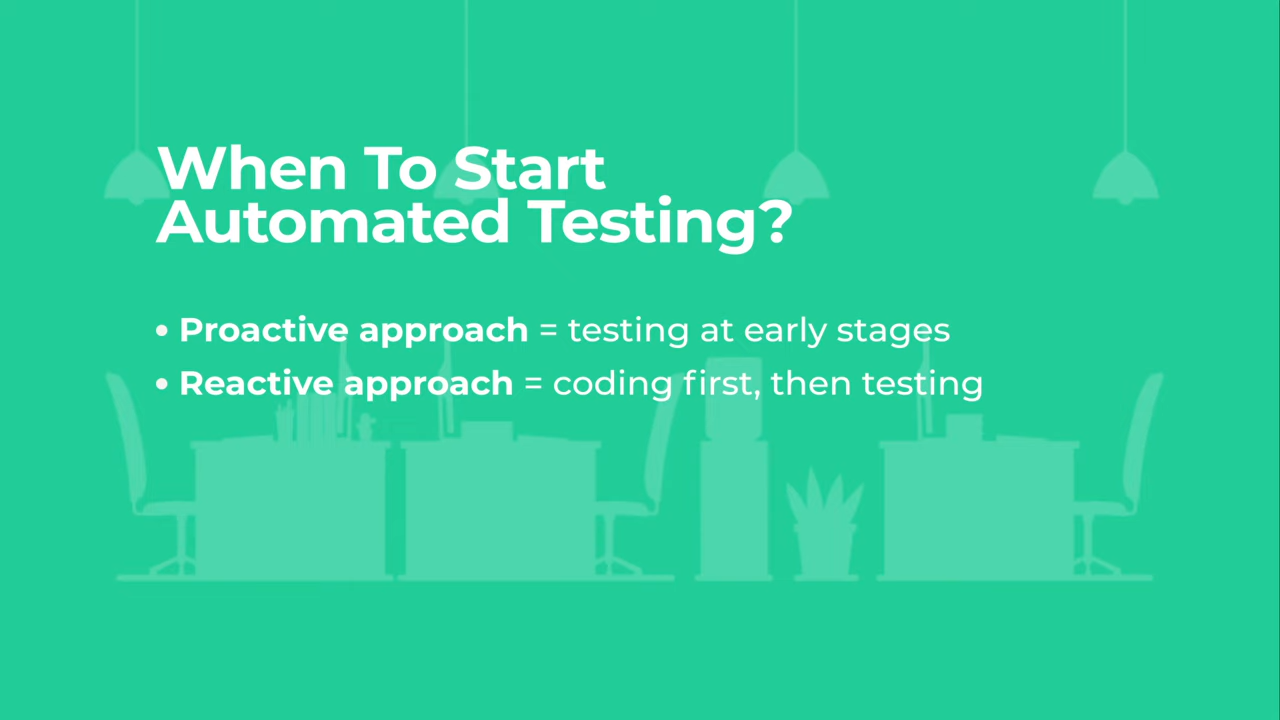 When To Start
Automated Testing?
• Proactive approach = testing at early stages
• Reactive approach = coding first, then testing